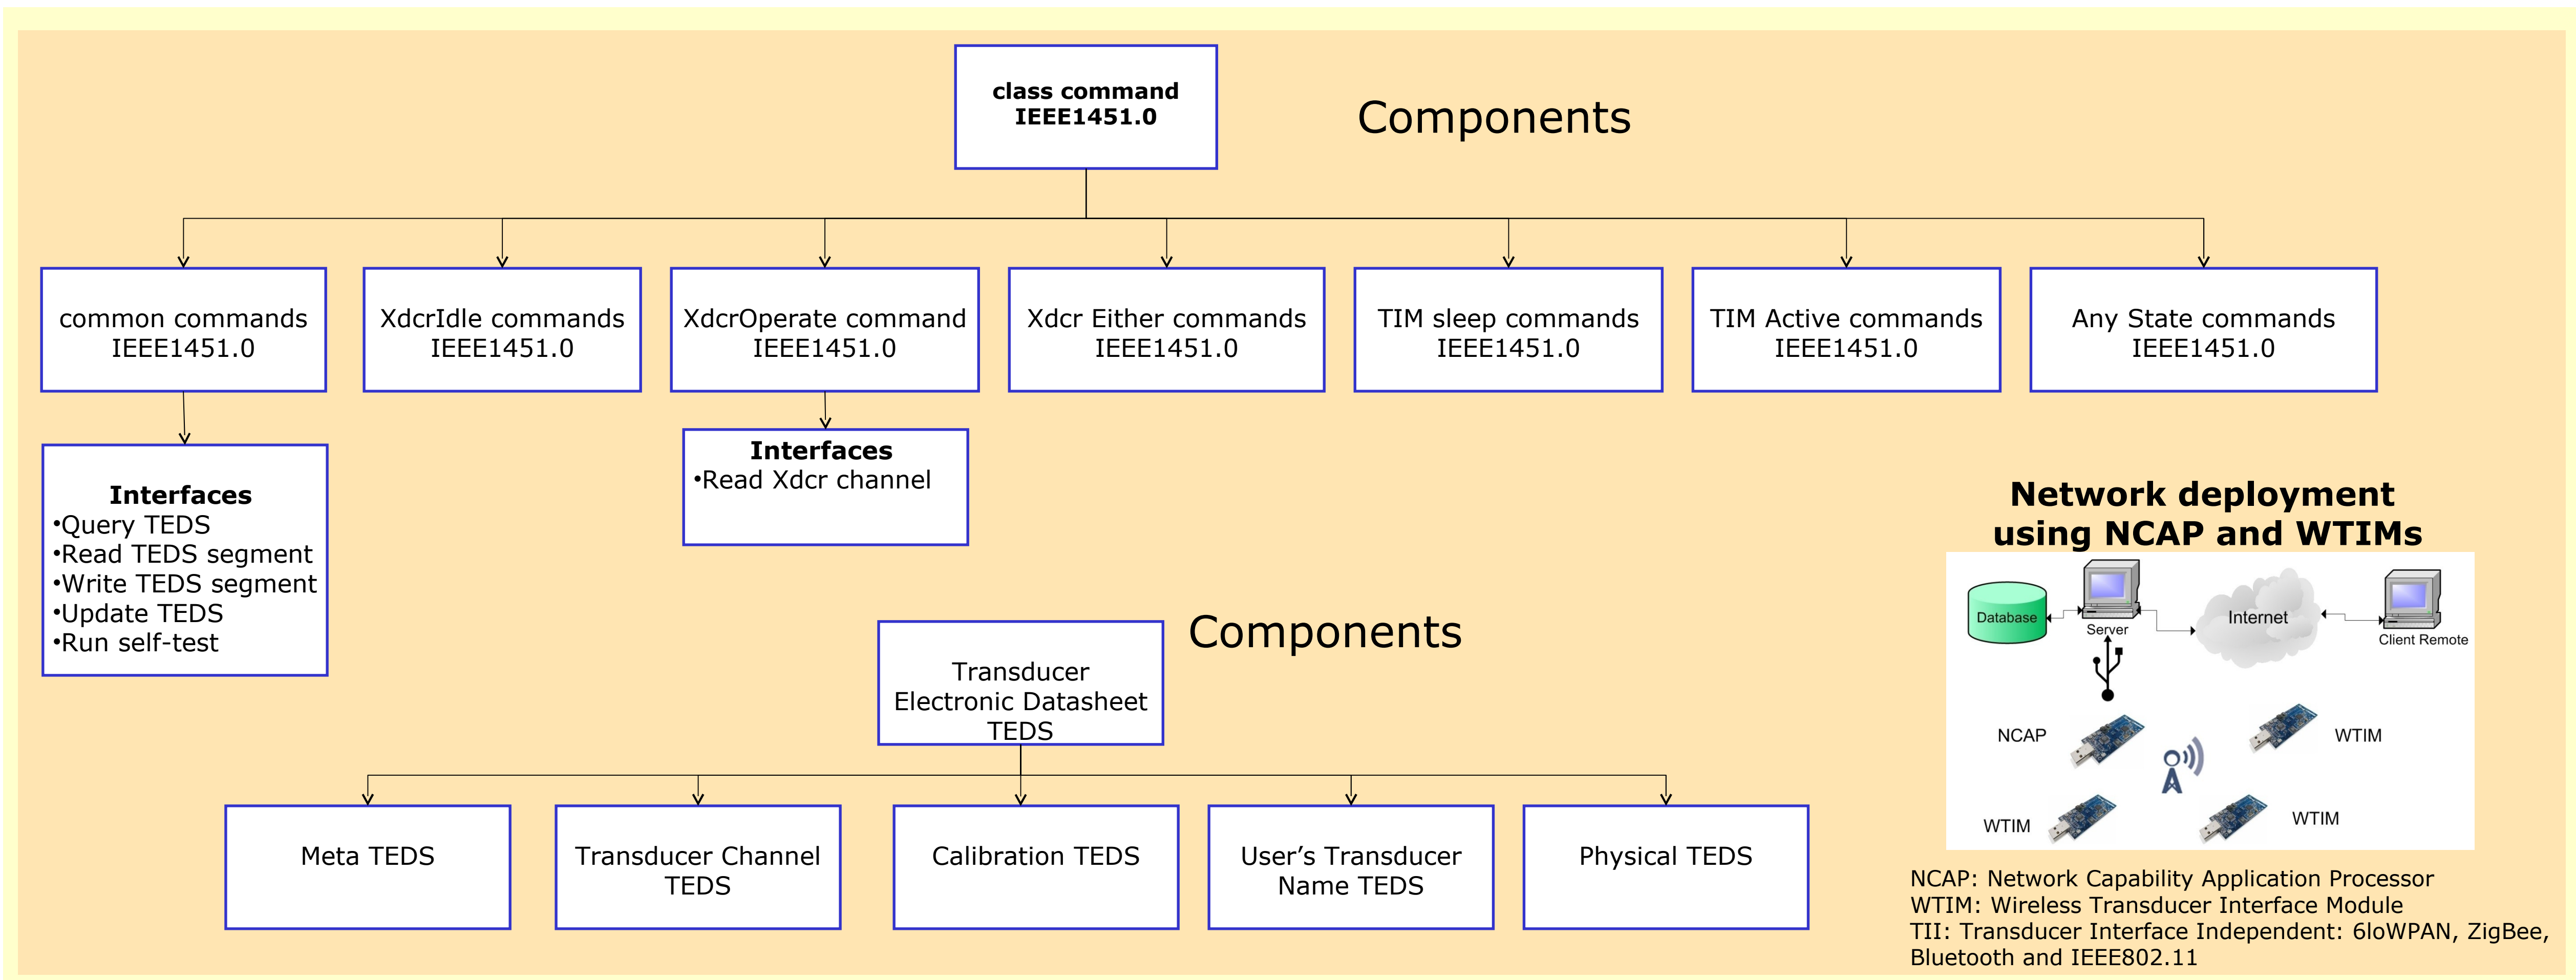 class command
IEEE1451.0
Components
common commands
IEEE1451.0
XdcrIdle commands
IEEE1451.0
XdcrOperate command
IEEE1451.0
Xdcr Either commands
IEEE1451.0
TIM sleep commands
IEEE1451.0
TIM Active commands
IEEE1451.0
Any State commands
IEEE1451.0
Interfaces
•Query TEDS
•Read TEDS segment
•Write TEDS segment
•Update TEDS
•Run self-test
Interfaces
•Read Xdcr channel
Components
Transducer
Electronic Datasheet
TEDS
Meta TEDS
Transducer Channel
TEDS
Calibration TEDS
User’s Transducer
Name TEDS
Physical TEDS
Network deployment
using NCAP and WTIMs
Database
Server
Internet
Client Remote
NCAP
WTIM
WTIM
WTIM
NCAP: Network Capability Application Processor
WTIM: Wireless Transducer Interface Module
TII: Transducer Interface Independent: 6loWPAN, ZigBee,
Bluetooth and IEEE802.11